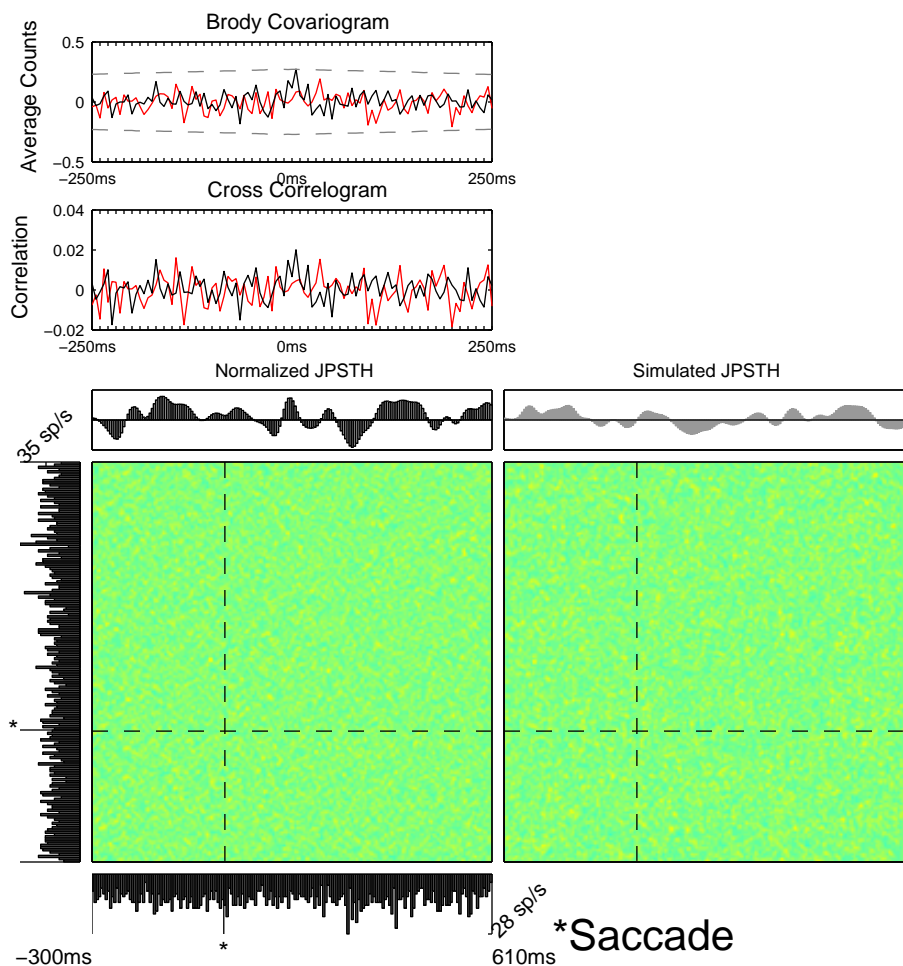 Brody Covariogram
0.5
0
−0.5
Average Counts
−250ms 0ms 250ms
Cross Correlogram
0.04
0.02
0
−0.02
Correlation
−250ms 0ms 250ms
Normalized JPSTH Simulated JPSTH
35 sp/s
*
28 sp/s
*
*Saccade
−300ms 610ms